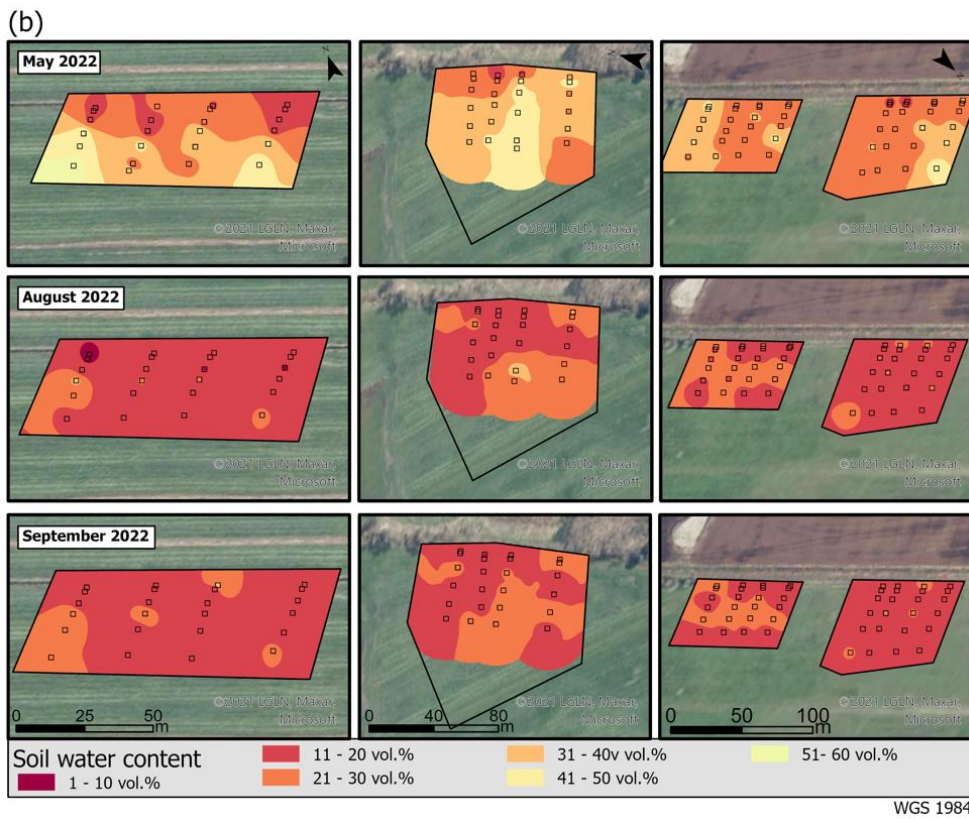 (b)
May 2022
N
N
N
©2021 LGLN, Maxar,
Microsoft
©2021 LGLN, Maxar,
Microsoft
©2021 LGLN, Maxar,
Microsoft
August 2022
©2021 LGLN, Maxar,
Microsoft
©2021 LGLN, Maxar,
Microsoft
©2021 LGLN, Maxar,
Microsoft
September 2022
©2021 LGLN, Maxar,
Microsoft
©2021 LGLN, Maxar,
Microsoft
©2021 LGLN, Maxar,
Microsoft
0 25 50
m
0 40 80
m
0 50 100
m
Soil water content
1 - 10 vol.%
11 - 20 vol.%
21 - 30 vol.%
31 - 40v vol.%
41 - 50 vol.%
51- 60 vol.%
WGS 1984